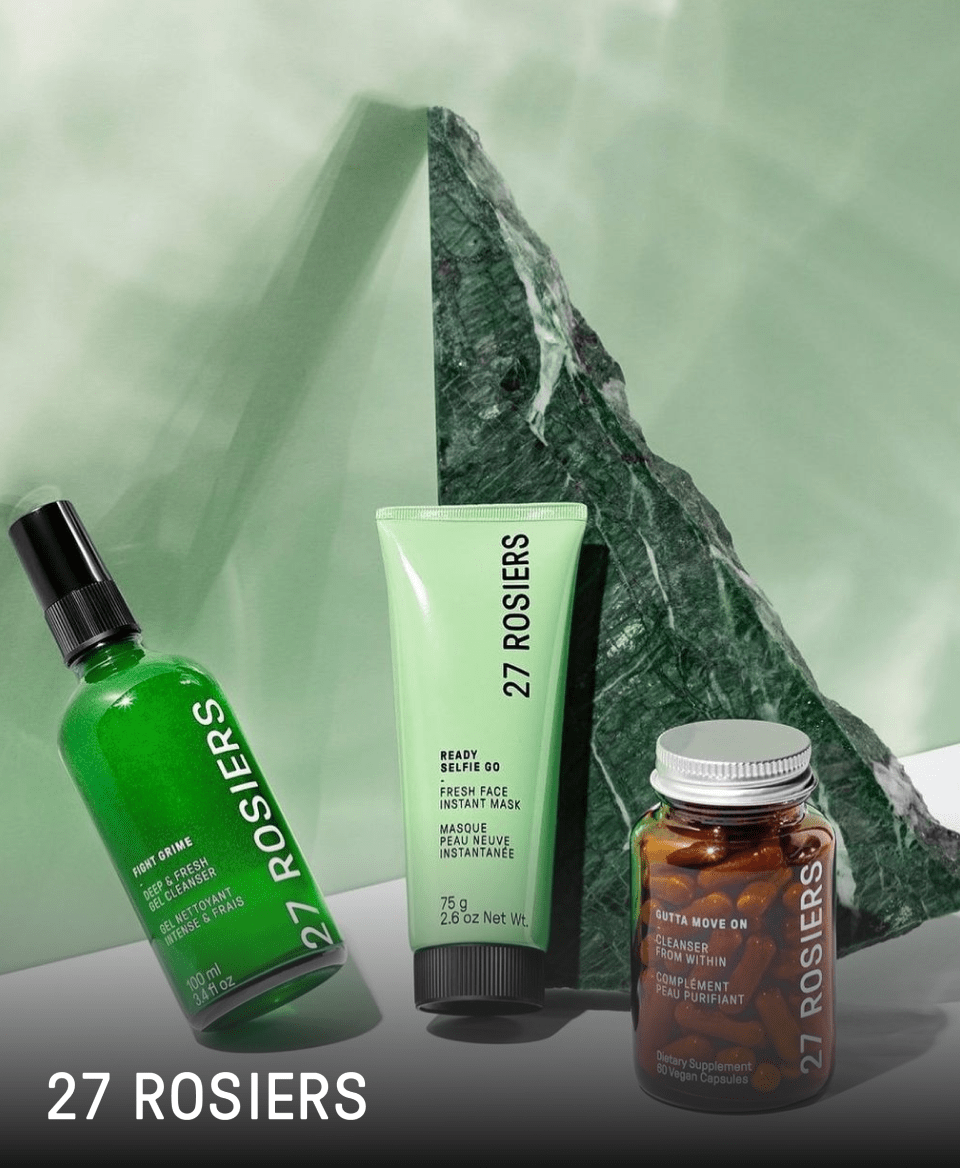 27 ROSIERS
FIGHT GRIME
-
DEEP & FRESH
GEL CLEANSER
GEL NETTOYANT
INTENSE & FRAIS
100 ml
3.4 fl oz
27 ROSIERS
READY
SELFIE GO
-
FRESH FACE
INSTANT MASK
MASQUE
PEAU NEUVE
INSTANTANÉE
75 g
2.6 oz Net Wt.
27 ROSIERS
GUTTA MOVE ON
-
CLEANSER
FROM WITHIN
COMPLÉMENT
PEAU PURIFIANT
Dietary Supplement
60 Vegan Capsules
27 ROSIERS